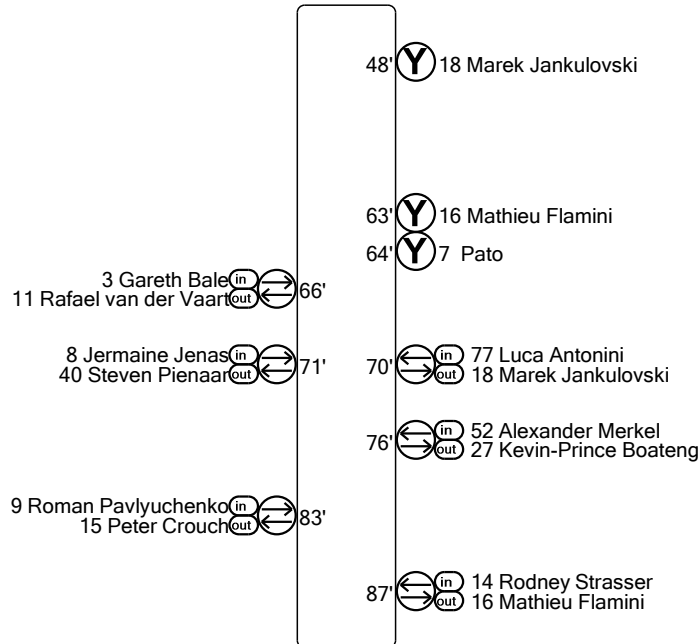 48' Y 18 Marek Jankulovski
63' Y 16 Mathieu Flamini
64' Y 7 Pato
3 Gareth Bale in
11 Rafael van der Vaart out
66'
8 Jermaine Jenas in
40 Steven Pienaar out
71'
70'
in 77 Luca Antonini
out 18 Marek Jankulovski
76'
in 52 Alexander Merkel
out 27 Kevin-Prince Boateng
9 Roman Pavlyuchenko in
15 Peter Crouch out
83'
87'
in 14 Rodney Strasser
out 16 Mathieu Flamini